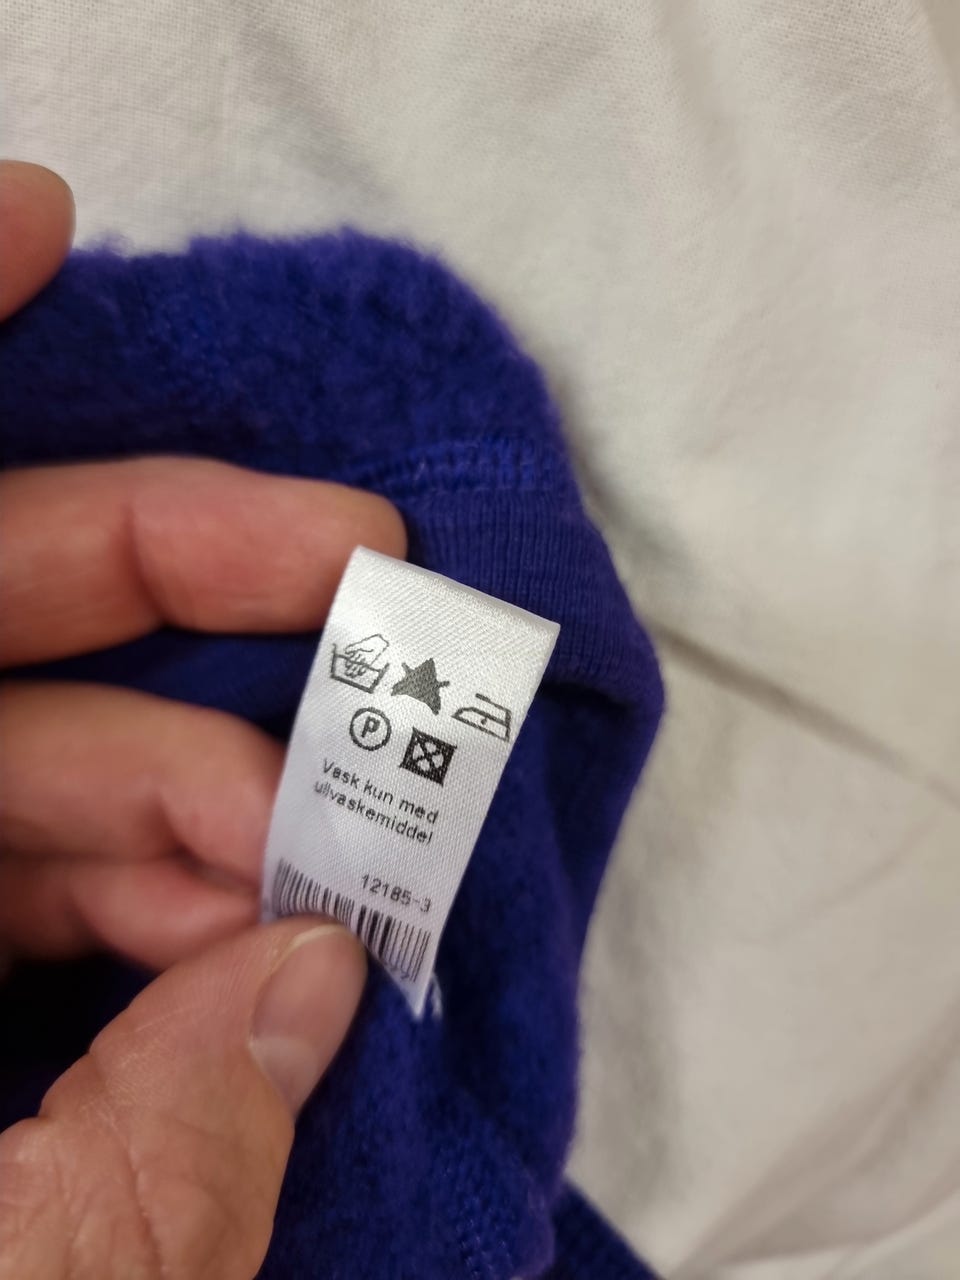 P
Vask kun med
ullvaskemiddel
12185-3